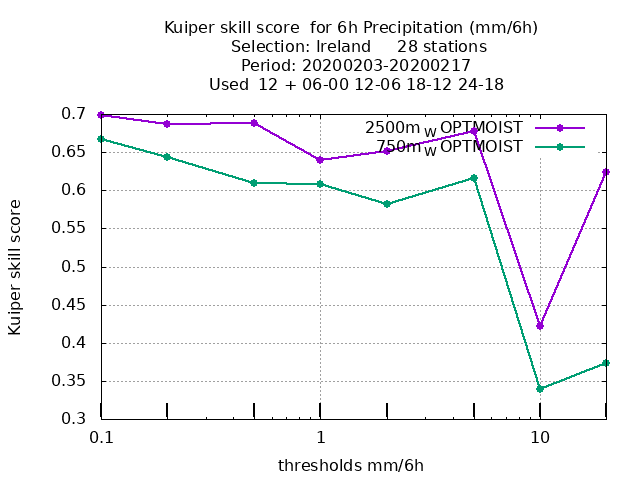 Kuiper skill score  for 6h Precipitation (mm/6h)
Selection: Ireland     28 stations
Period: 20200203-20200217
Used  12 + 06-00 12-06 18-12 24-18
2500m W OPTMOIST
750m W OPTMOIST
0.7
0.65
0.6
0.55
0.5
0.45
0.4
0.35
0.3
Kuiper skill score
0.1 1 10
thresholds mm/6h